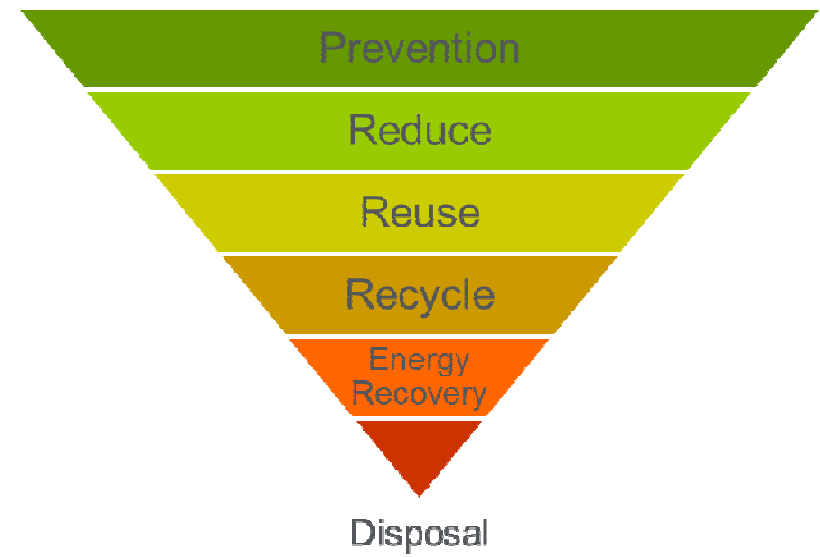 Prevention
Reduce
Reuse
Recycle
Energy
Recovery
Disposal